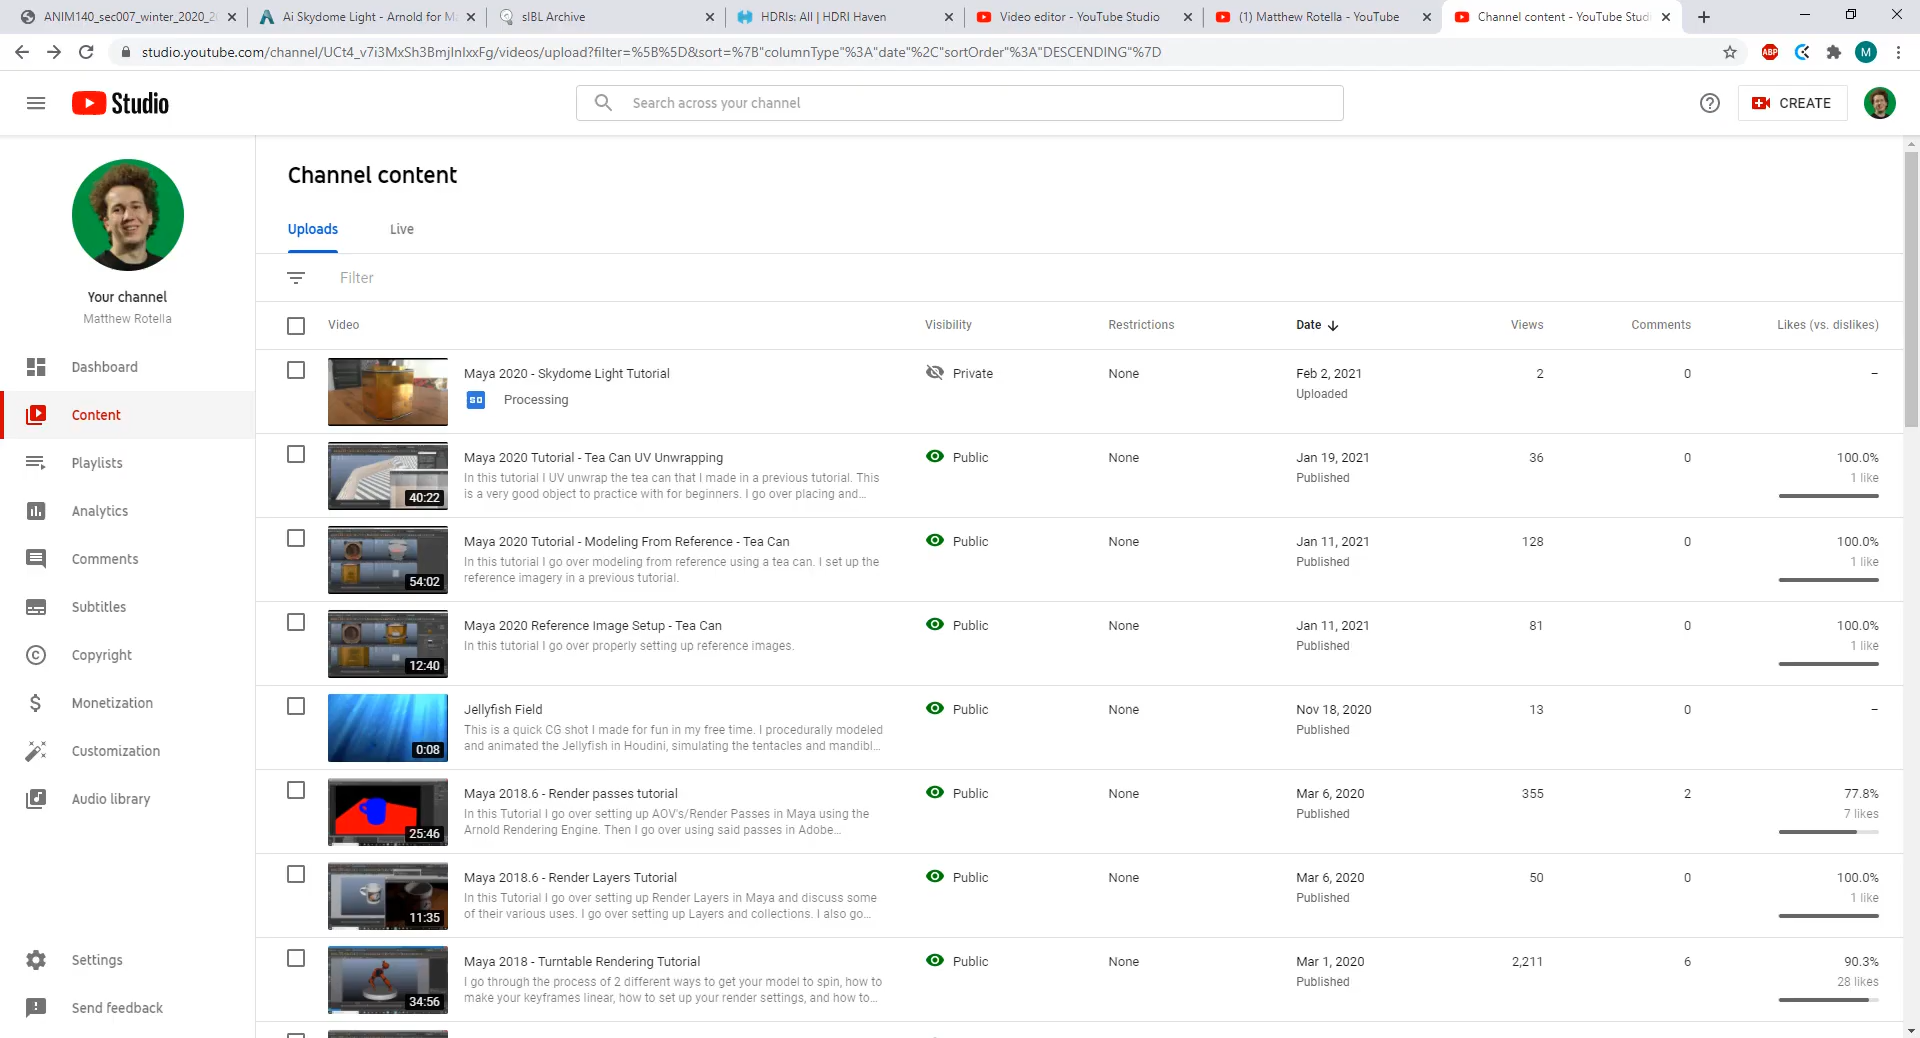 ANIM140_sec007_winter_2020_2
Ai Skydome Light - Arnold for M
sIBL Archive
HDRIs: All | HDRI Haven
Video editor - YouTube Studio
(1) Matthew Rotella - YouTube
Channel content - YouTube Studi
studio.youtube.com/channel/UCt4_v7i3MxSh3BmjInIxxFg/videos/upload?filter=%5B%5D&sort=%7B"columnType"%3A"date"%2C"sortOrder"%3A"DESCENDING"%7D
ABP
M
Studio
Search across your channel
CREATE
Your channel
Matthew Rotella
Dashboard
Content
Playlists
Analytics
Comments
Subtitles
Copyright
Monetization
Customization
Audio library
Settings
Send feedback
Channel content
Uploads Live
Filter
Video Visibility Restrictions Date Views Comments Likes (vs. dislikes)
Maya 2020 - Skydome Light Tutorial Private None Feb 2, 2021 2 0 –
SD Processing Uploaded
Maya 2020 Tutorial - Tea Can UV Unwrapping Public None Jan 19, 2021 36 0 100.0%
In this tutorial I UV unwrap the tea can that I made in a previous tutorial. This Published 1 like
is a very good object to practice with for beginners. I go over placing and...
40:22
Maya 2020 Tutorial - Modeling From Reference - Tea Can Public None Jan 11, 2021 128 0 100.0%
In this tutorial I go over modeling from reference using a tea can. I set up the Published 1 like
reference imagery in a previous tutorial.
54:02
Maya 2020 Reference Image Setup - Tea Can Public None Jan 11, 2021 81 0 100.0%
In this tutorial I go over properly setting up reference images. Published 1 like
12:40
Jellyfish Field Public None Nov 18, 2020 13 0 –
This is a quick CG shot I made for fun in my free time. I procedurally modeled Published
and animated the Jellyfish in Houdini, simulating the tentacles and mandibl...
0:08
Maya 2018.6 - Render passes tutorial Public None Mar 6, 2020 355 2 77.8%
In this Tutorial I go over setting up AOV's/Render Passes in Maya using the Published 7 likes
Arnold Rendering Engine. Then I go over using said passes in Adobe...
25:46
Maya 2018.6 - Render Layers Tutorial Public None Mar 6, 2020 50 0 100.0%
In this Tutorial I go over setting up Render Layers in Maya and discuss some Published 1 like
of their various uses. I go over setting up Layers and collections. I also go...
11:35
Maya 2018 - Turntable Rendering Tutorial Public None Mar 1, 2020 2,211 6 90.3%
I go through the process of 2 different ways to get your model to spin, how to Published 28 likes
make your keyframes linear, how to set up your render settings, and how to...
34:56